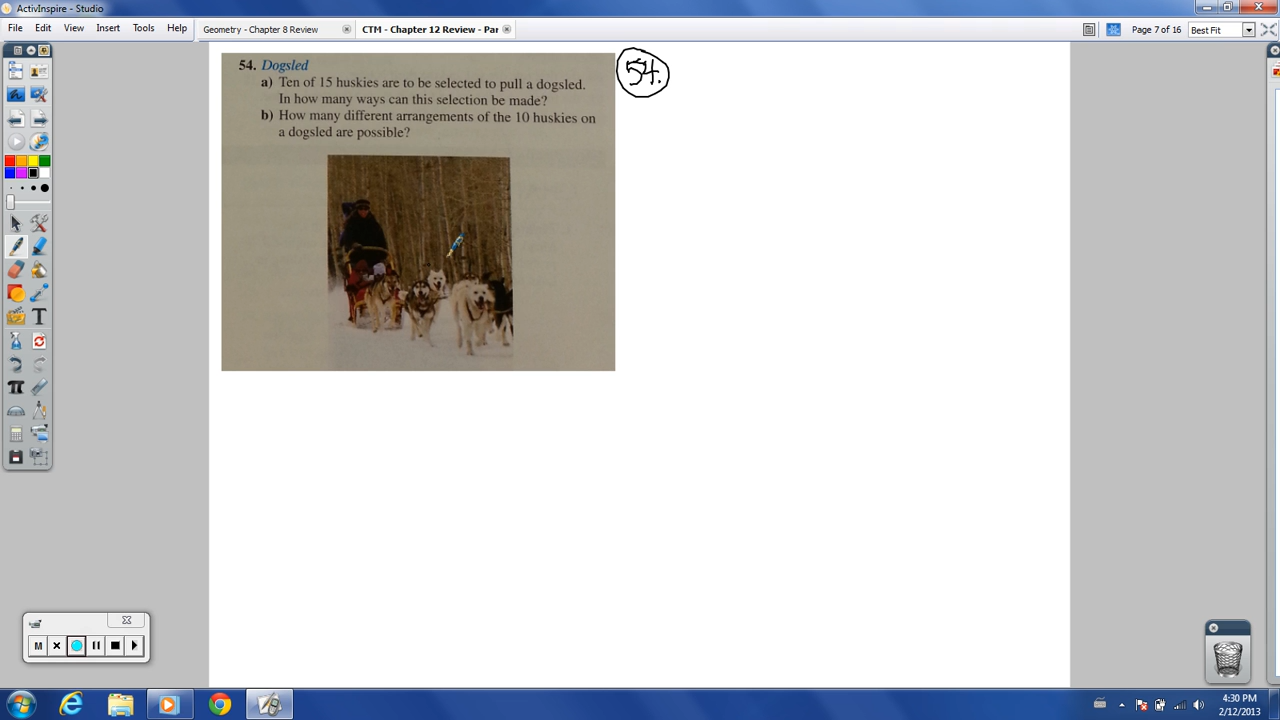 ActivInspire - Studio
File Edit View Insert Tools Help
Geometry - Chapter 8 Review
CTM - Chapter 12 Review - Par
Page 7 of 16
Best Fit
54. Dogsled
a) Ten of 15 huskies are to be selected to pull a dogsled.
In how many ways can this selection be made?
b) How many different arrangements of the 10 huskies on
a dogsled are possible?
54.
T
π
M
4:30 PM
2/12/2013